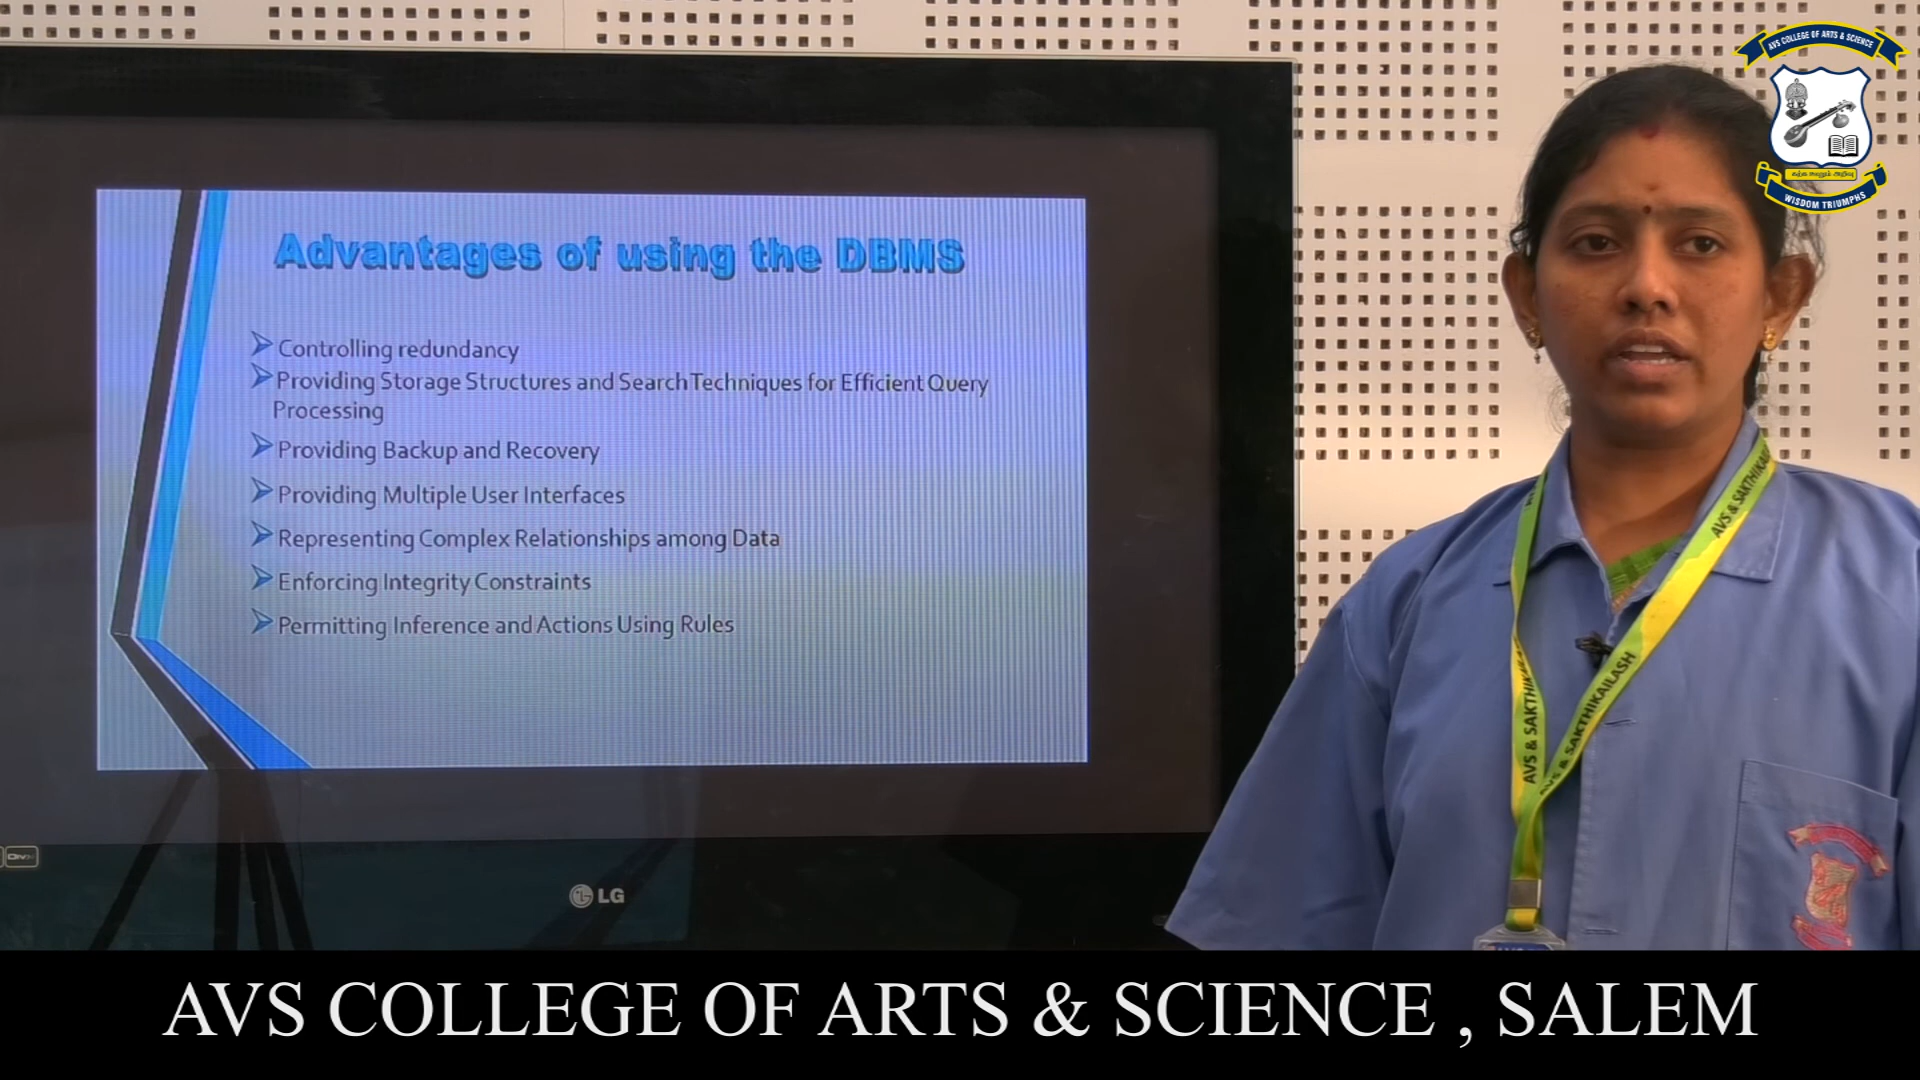 AVS COLLEGE OF ARTS & SCIENCE
WISDOM TRIUMPHS
Advantages of using the DBMS
Controlling redundancy
Providing Storage Structures and Search Techniques for Efficient Query
Processing
Providing Backup and Recovery
Providing Multiple User Interfaces
Representing Complex Relationships among Data
Enforcing Integrity Constraints
Permitting Inference and Actions Using Rules
LG
AVS & SAKTHIKAILASH
AVS COLLEGE OF ARTS & SCIENCE , SALEM